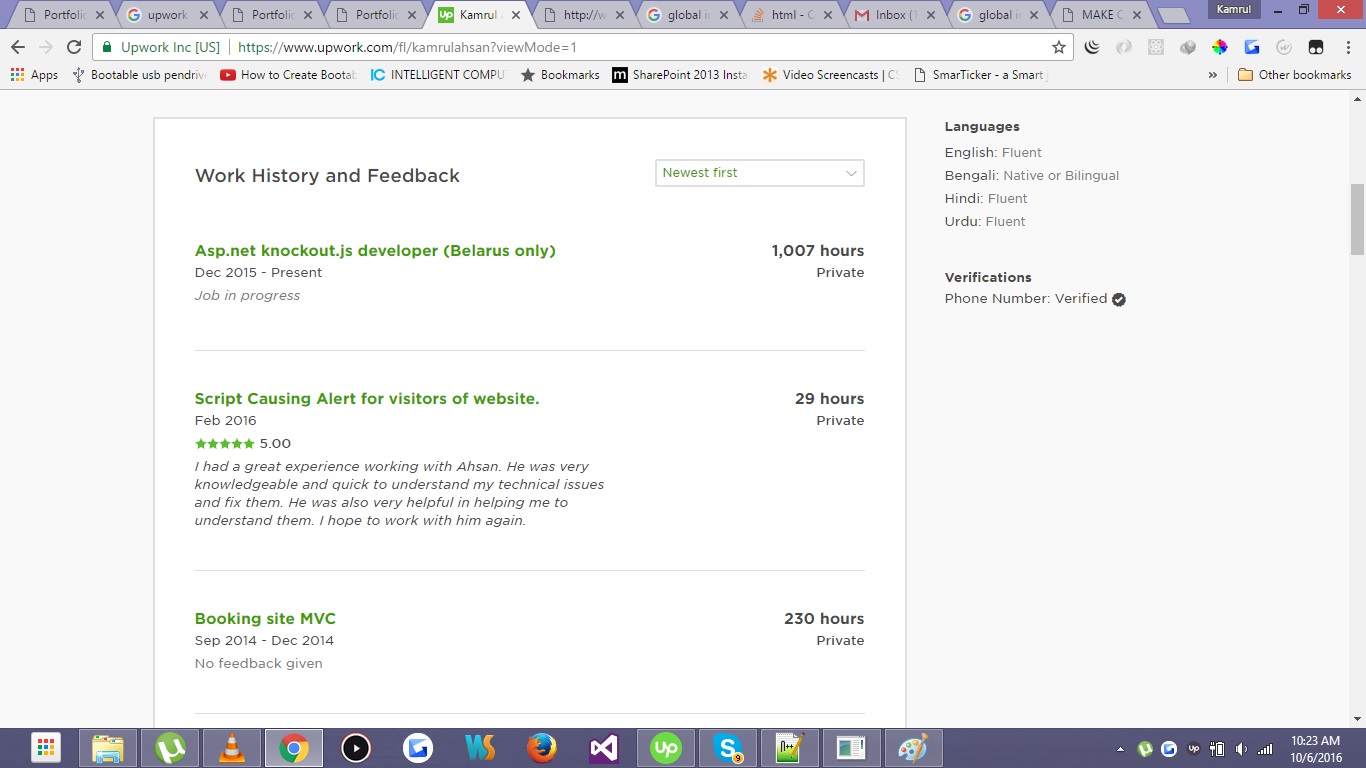 Portfolio
upwork
Portfolio
Portfolio
Kamrul A
http://w
global i
html -
Inbox (1
global i
MAKE
Kamrul
Upwork Inc [US]
https://www.upwork.com/fl/kamrulahsan?viewMode=1
Apps
Bootable usb pendriv
How to Create Bootab
INTELLIGENT COMPU
Bookmarks
SharePoint 2013 Insta
Video Screencasts | C
SmarTicker - a Smart
»
Other bookmarks
Work History and Feedback
Newest first
Asp.net knockout.js developer (Belarus only)
1,007 hours
Dec 2015 - Present
Private
Job in progress
Script Causing Alert for visitors of website.
29 hours
Feb 2016
Private
5.00
I had a great experience working with Ahsan. He was very
knowledgeable and quick to understand my technical issues
and fix them. He was also very helpful in helping me to
understand them. I hope to work with him again.
Booking site MVC
230 hours
Sep 2014 - Dec 2014
Private
No feedback given
Languages
English: Fluent
Bengali: Native or Bilingual
Hindi: Fluent
Urdu: Fluent
Verifications
Phone Number: Verified
10:23 AM
10/6/2016